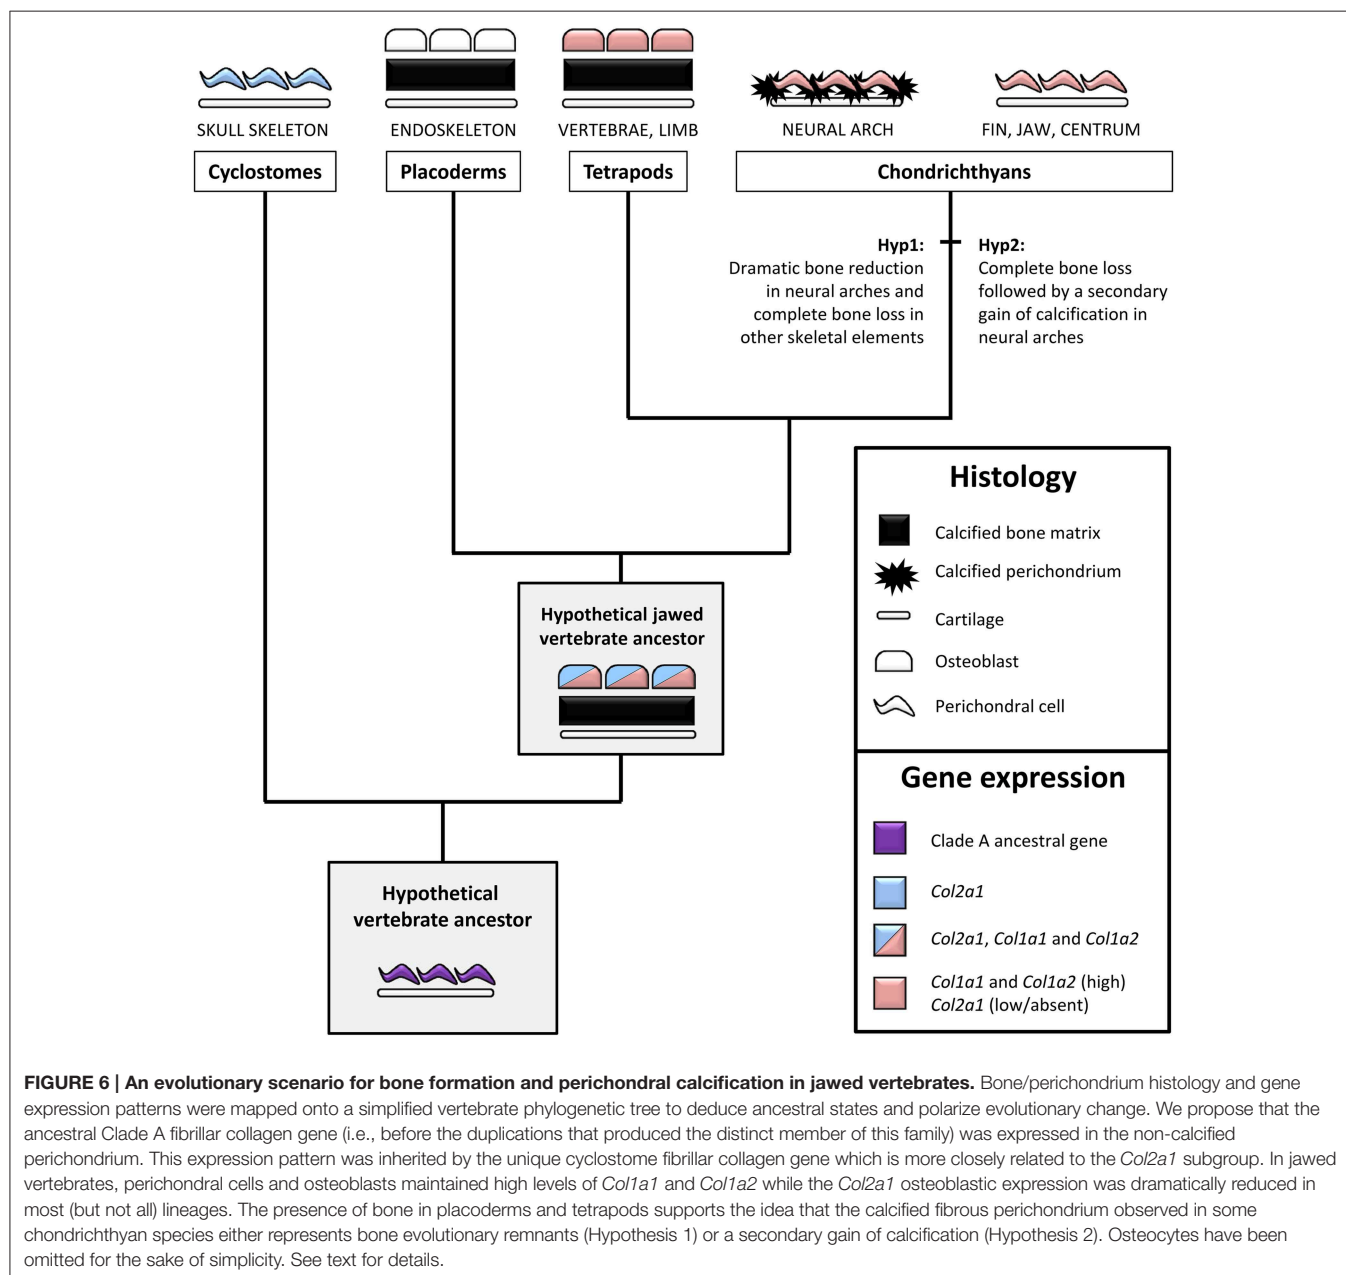 SKULL SKELETON
ENDOSKELETON
VERTEBRAE, LIMB
NEURAL ARCH
FIN, JAW, CENTRUM
Cyclostomes
Placoderms
Tetrapods
Chondrichthyans
Hyp1:
Dramatic bone reduction
in neural arches and
complete bone loss in
other skeletal elements
Hyp2:
Complete bone loss
followed by a secondary
gain of calcification in
neural arches
Hypothetical jawed
vertebrate ancestor
Hypothetical
vertebrate ancestor
Histology
Calcified bone matrix
Calcified perichondrium
Cartilage
Osteoblast
Perichondral cell
Gene expression
Clade A ancestral gene
Col2a1
Col2a1, Col1a1 and Col1a2
Col1a1 and Col1a2 (high)
Col2a1 (low/absent)
FIGURE 6 | An evolutionary scenario for bone formation and perichondral calcification in jawed vertebrates. Bone/perichondrium histology and gene
expression patterns were mapped onto a simplified vertebrate phylogenetic tree to deduce ancestral states and polarize evolutionary change. We propose that the
ancestral Clade A fibrillar collagen gene (i.e., before the duplications that produced the distinct member of this family) was expressed in the non-calcified
perichondrium. This expression pattern was inherited by the unique cyclostome fibrillar collagen gene which is more closely related to the Col2a1 subgroup. In jawed
vertebrates, perichondral cells and osteoblasts maintained high levels of Col1a1 and Col1a2 while the Col2a1 osteoblastic expression was dramatically reduced in
most (but not all) lineages. The presence of bone in placoderms and tetrapods supports the idea that the calcified fibrous perichondrium observed in some
chondrichthyan species either represents bone evolutionary remnants (Hypothesis 1) or a secondary gain of calcification (Hypothesis 2). Osteocytes have been
omitted for the sake of simplicity. See text for details.